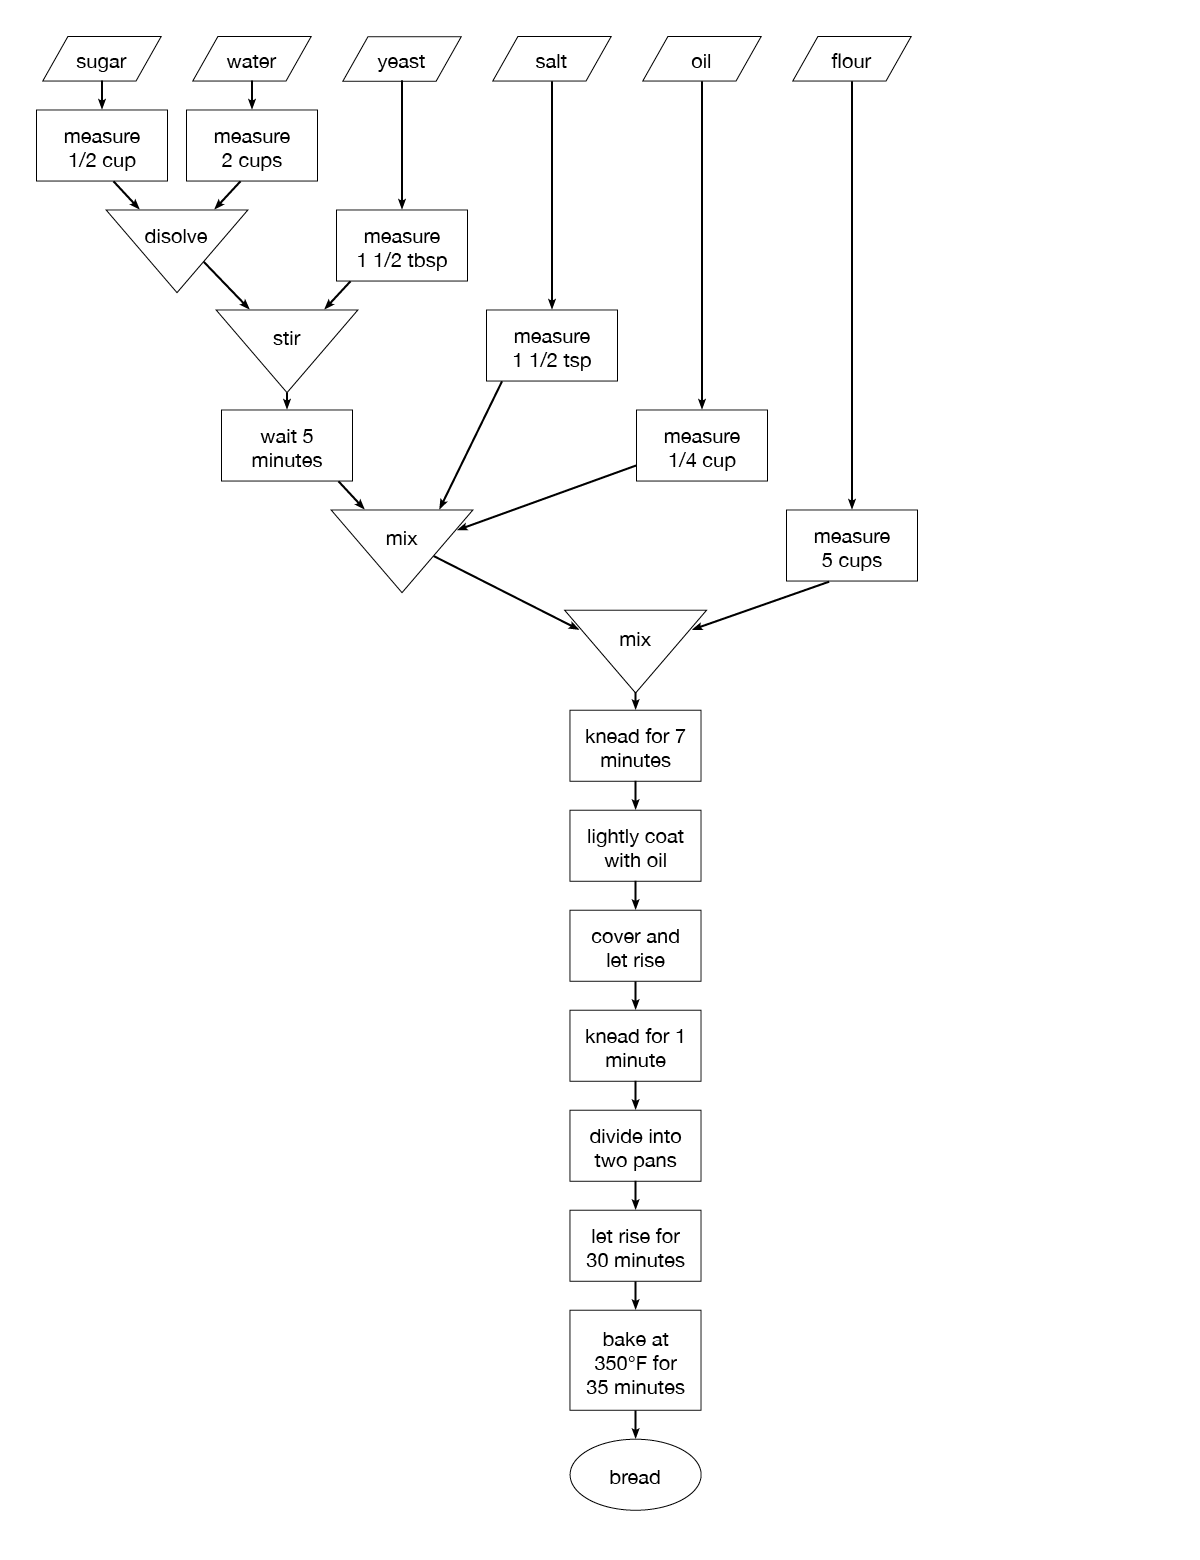 sugar
water
yeast
salt
oil
flour
measure
1/2 cup
measure
2 cups
disolve
measure
1 1/2 tbsp
stir
measure
1 1/2 tsp
wait 5
minutes
measure
1/4 cup
mix
measure
5 cups
mix
knead for 7
minutes
lightly coat
with oil
cover and
let rise
knead for 1
minute
divide into
two pans
let rise for
30 minutes
bake at
350°F for
35 minutes
bread